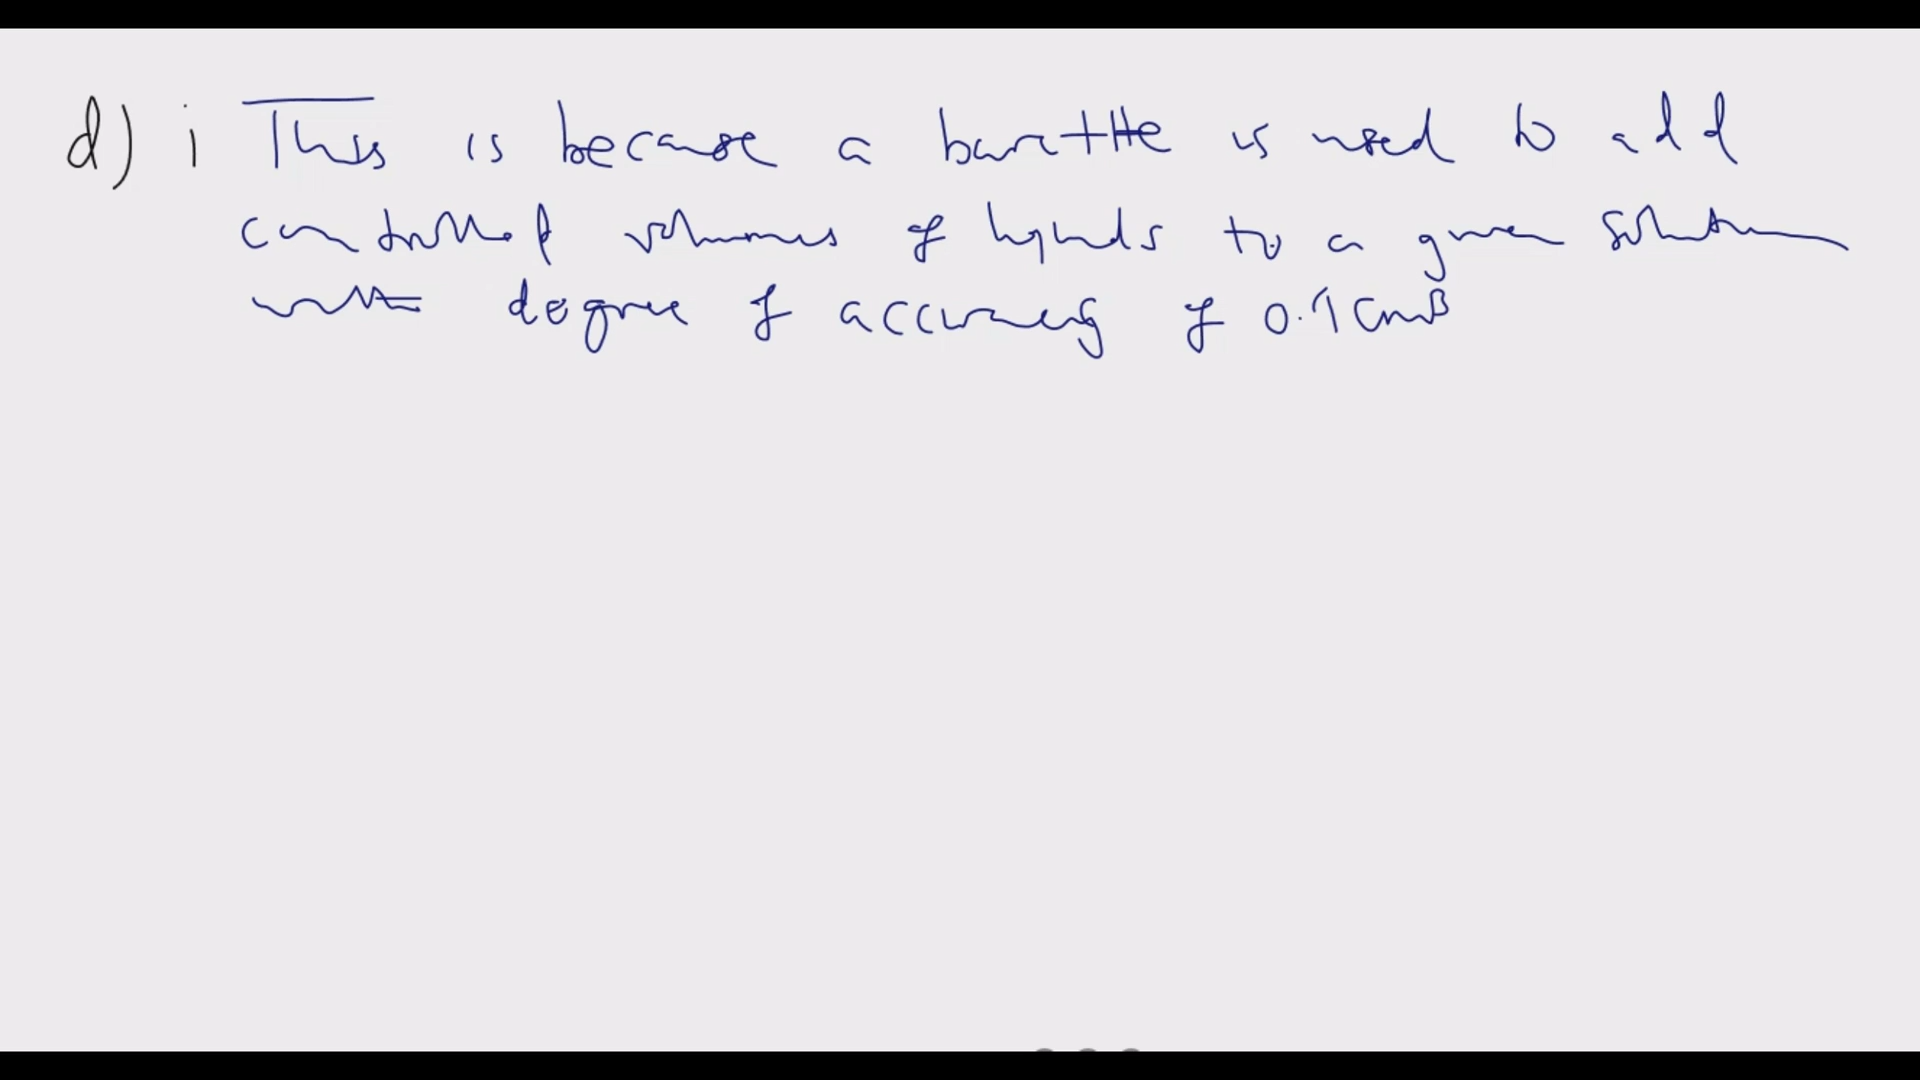 d) i This is because a burette is used to add
controlled volumes of liquids to a given solution
with degree of accuracy of 0.1cm3